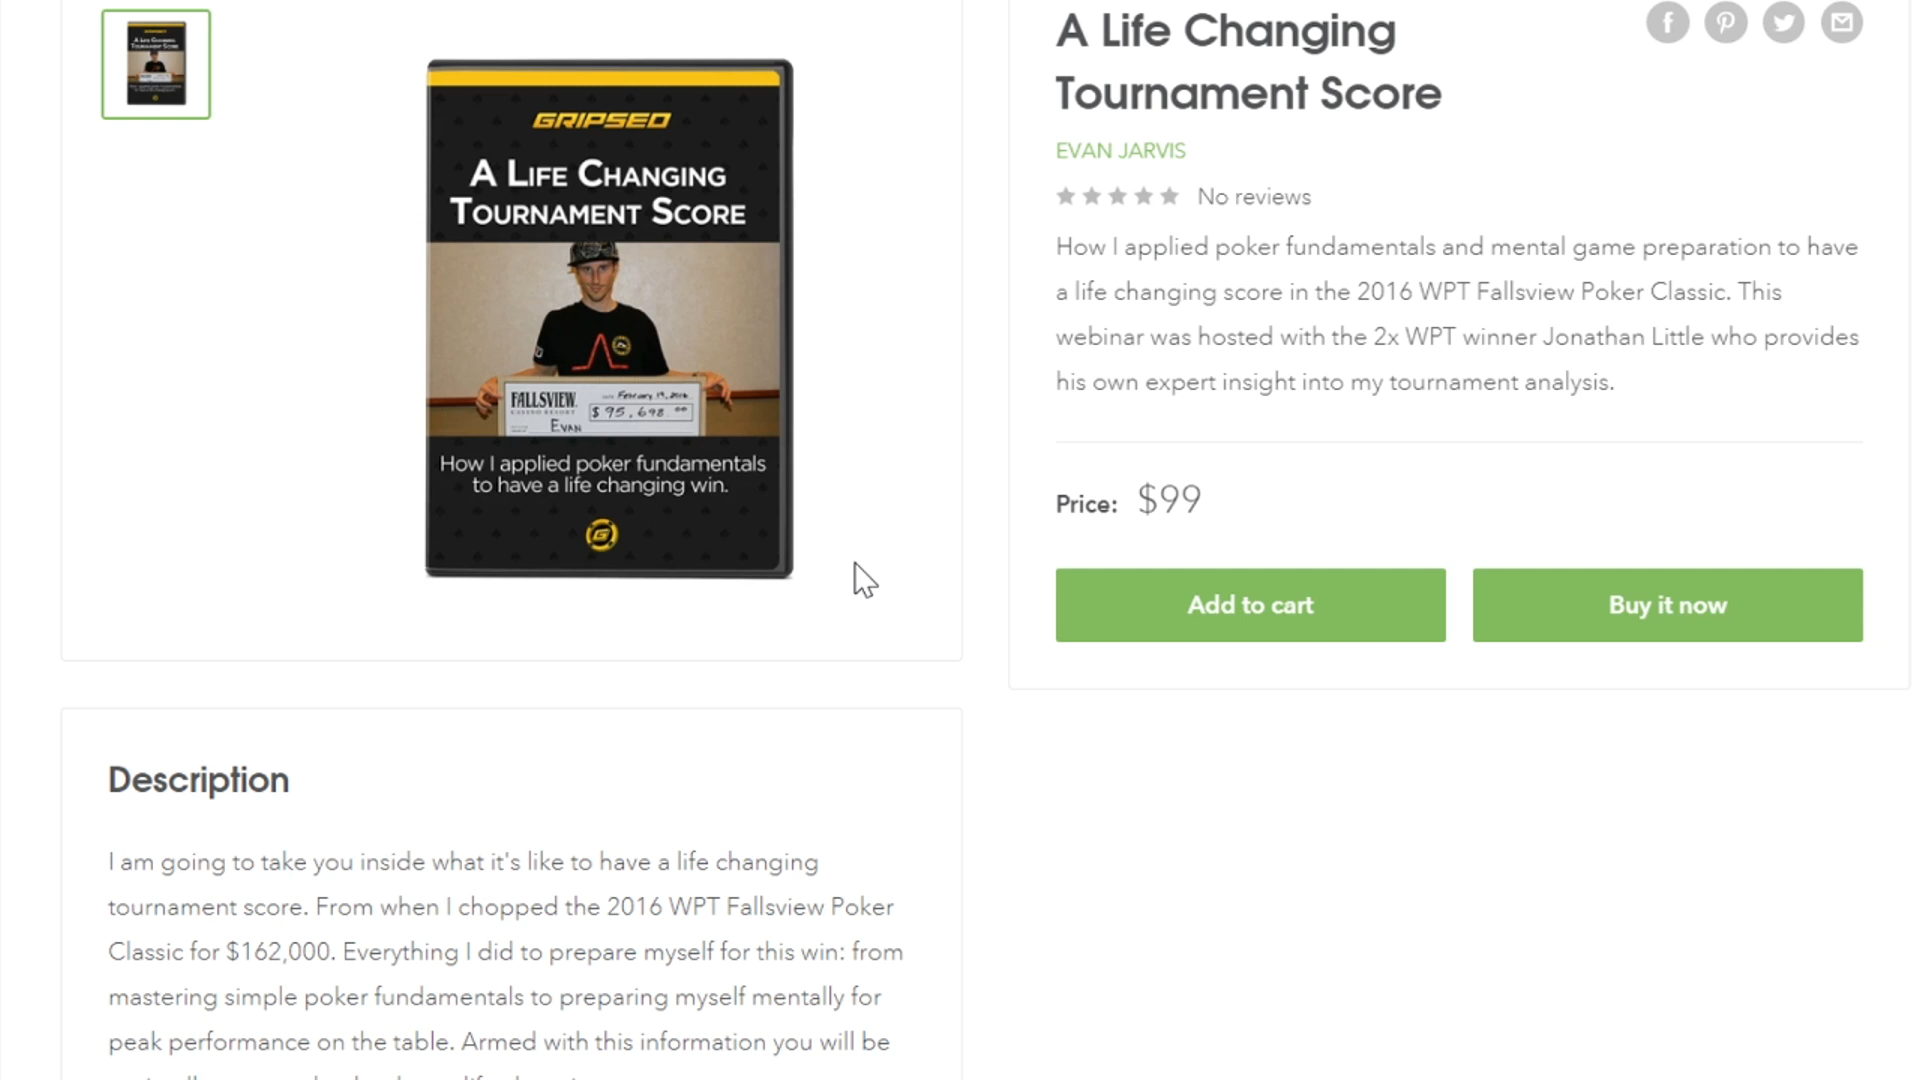 A Life Changing
Tournament Score
EVAN JARVIS
No reviews
How I applied poker fundamentals and mental game preparation to have
a life changing score in the 2016 WPT Fallsview Poker Classic. This
webinar was hosted with the 2x WPT winner Jonathan Little who provides
his own expert insight into my tournament analysis.
Price: $99
Add to cart
Buy it now
GRIPSED
A LIFE CHANGING
TOURNAMENT SCORE
FALLSVIEW
CASINO RESORT
February 19, 2016
$95,698.00
EVAN
How I applied poker fundamentals
to have a life changing win.
Description
I am going to take you inside what it's like to have a life changing
tournament score. From when I chopped the 2016 WPT Fallsview Poker
Classic for $162,000. Everything I did to prepare myself for this win: from
mastering simple poker fundamentals to preparing myself mentally for
peak performance on the table. Armed with this information you will be